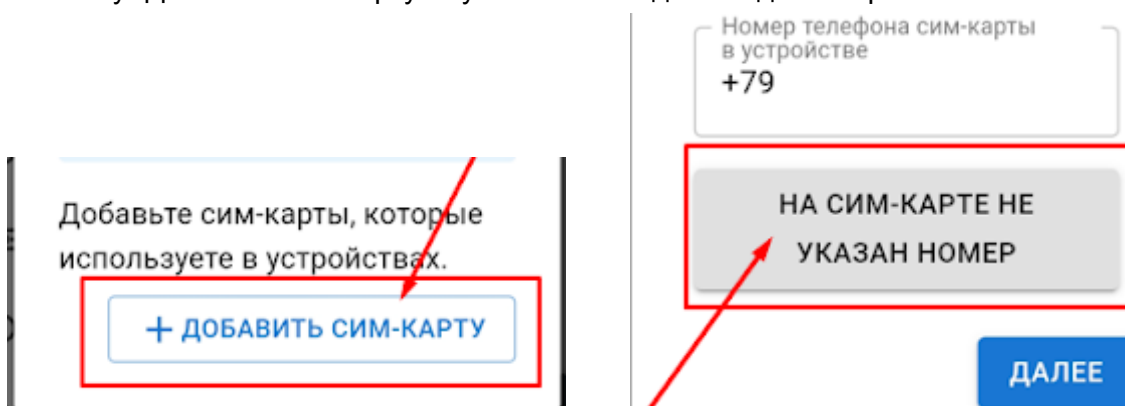 Номер телефона сим-карты
в устройстве
+79
Добавьте сим-карты, которые
используете в устройствах.
НА СИМ-КАРТЕ НЕ
УКАЗАН НОМЕР
+ ДОБАВИТЬ СИМ-КАРТУ
ДАЛЕЕ